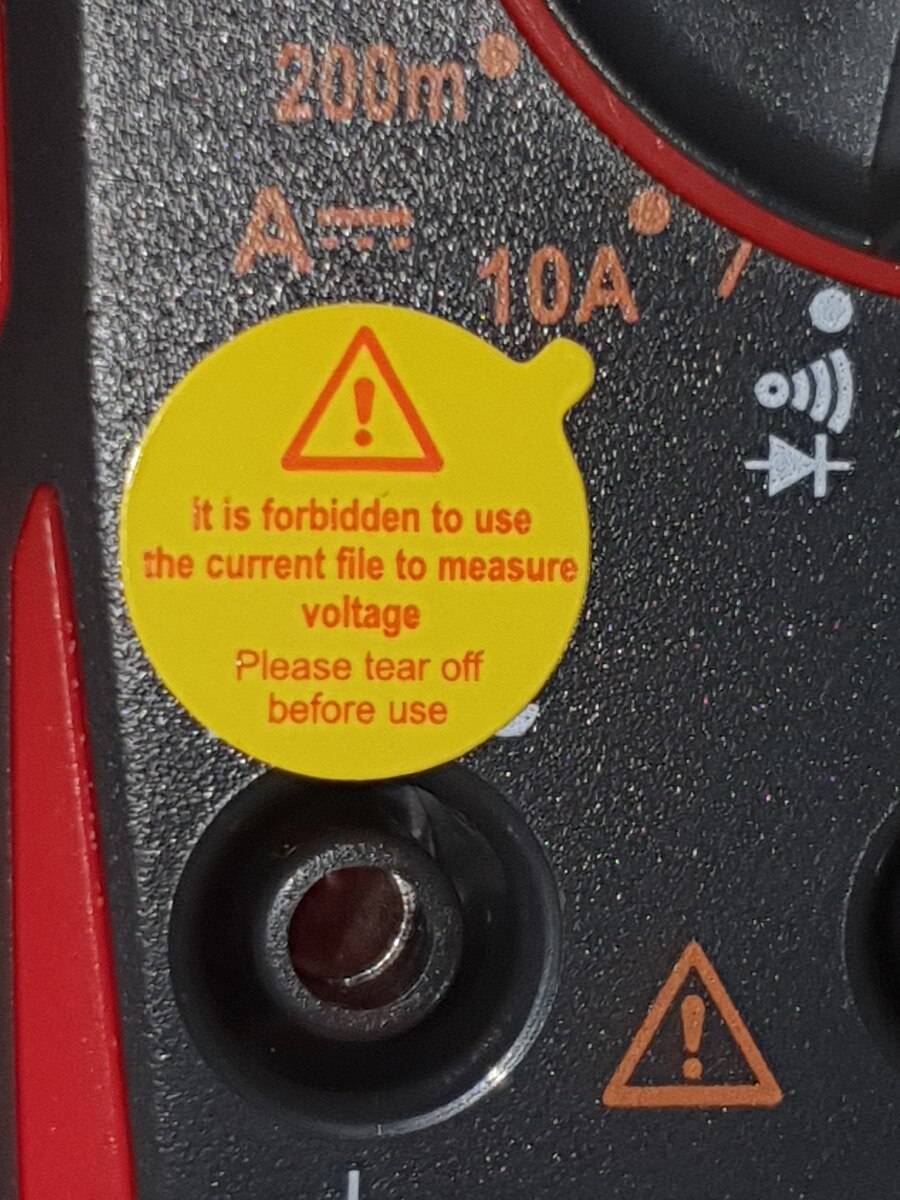 200m
A
10A
It is forbidden to use
the current file to measure
voltage
Please tear off
before use